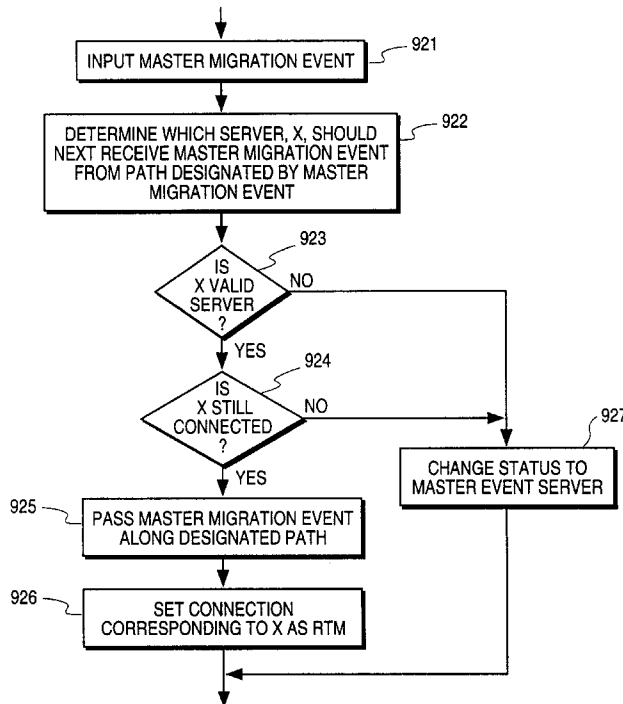 INPUT MASTER MIGRATION EVENT
921
DETERMINE WHICH SERVER, X, SHOULD
NEXT RECEIVE MASTER MIGRATION EVENT
FROM PATH DESIGNATED BY MASTER
MIGRATION EVENT
922
923
IS
X VALID
SERVER
?
NO
YES
924
IS
X STILL
CONNECTED
?
NO
YES
927
CHANGE STATUS TO
MASTER EVENT SERVER
925
PASS MASTER MIGRATION EVENT
ALONG DESIGNATED PATH
926
SET CONNECTION
CORRESPONDING TO X AS RTM